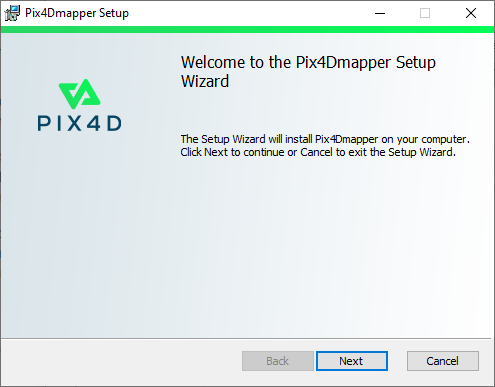 Pix4Dmapper Setup
Welcome to the Pix4Dmapper Setup
Wizard
PIX4D
The Setup Wizard will install Pix4Dmapper on your computer.
Click Next to continue or Cancel to exit the Setup Wizard.
Back
Next
Cancel